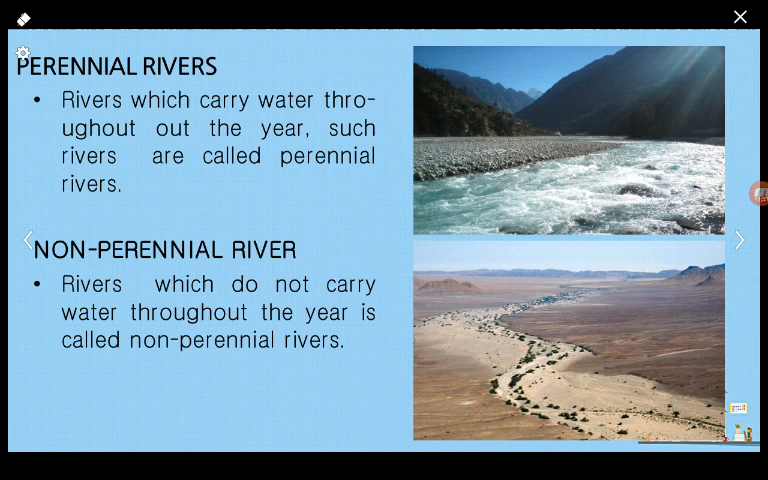 PERENNIAL RIVERS
• Rivers which carry water thro-
ughout out the year, such
rivers are called perennial
rivers.
NON-PERENNIAL RIVER
• Rivers which do not carry
water throughout the year is
called non-perennial rivers.